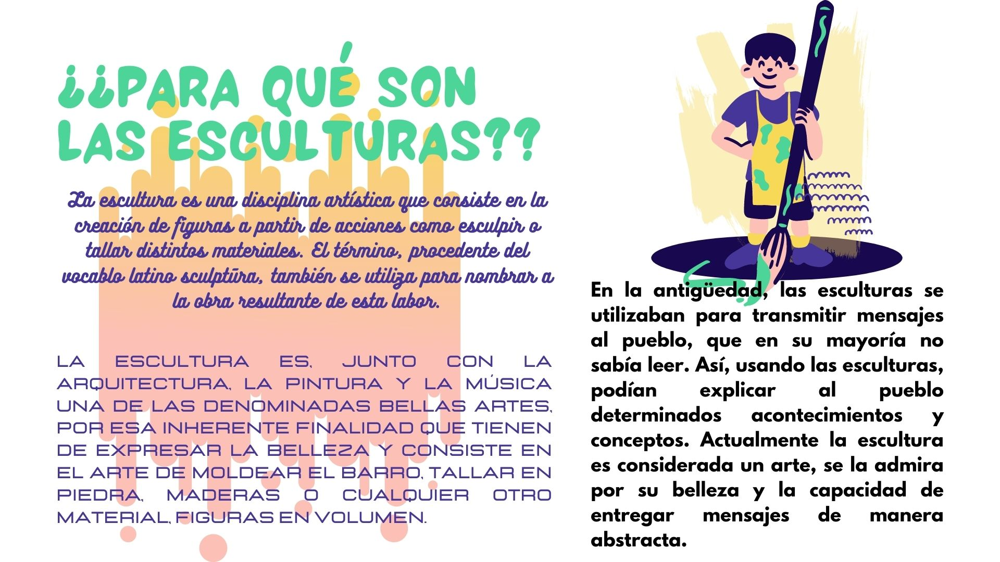 ¿¿PARA QUÉ SON
LAS ESCULTURAS??
La escultura es una disciplina artística que consiste en la
creación de figuras a partir de acciones como esculpir o
tallar distintos materiales. El término, procedente del
vocablo latino sculptūra, también se utiliza para nombrar a
la obra resultante de esta labor.
LA ESCULTURA ES, JUNTO CON LA
ARQUITECTURA, LA PINTURA Y LA MÚSICA
UNA DE LAS DENOMINADAS BELLAS ARTES,
POR ESA INHERENTE FINALIDAD QUE TIENEN
DE EXPRESAR LA BELLEZA Y CONSISTE EN
EL ARTE DE MOLDEAR EL BARRO, TALLAR EN
PIEDRA, MADERAS O CUALQUIER OTRO
MATERIAL, FIGURAS EN VOLUMEN.
En la antigüedad, las esculturas se
utilizaban para transmitir mensajes
al pueblo, que en su mayoría no
sabía leer. Así, usando las esculturas,
podían explicar al pueblo
determinados acontecimientos y
conceptos. Actualmente la escultura
es considerada un arte, se la admira
por su belleza y la capacidad de
entregar mensajes de manera
abstracta.